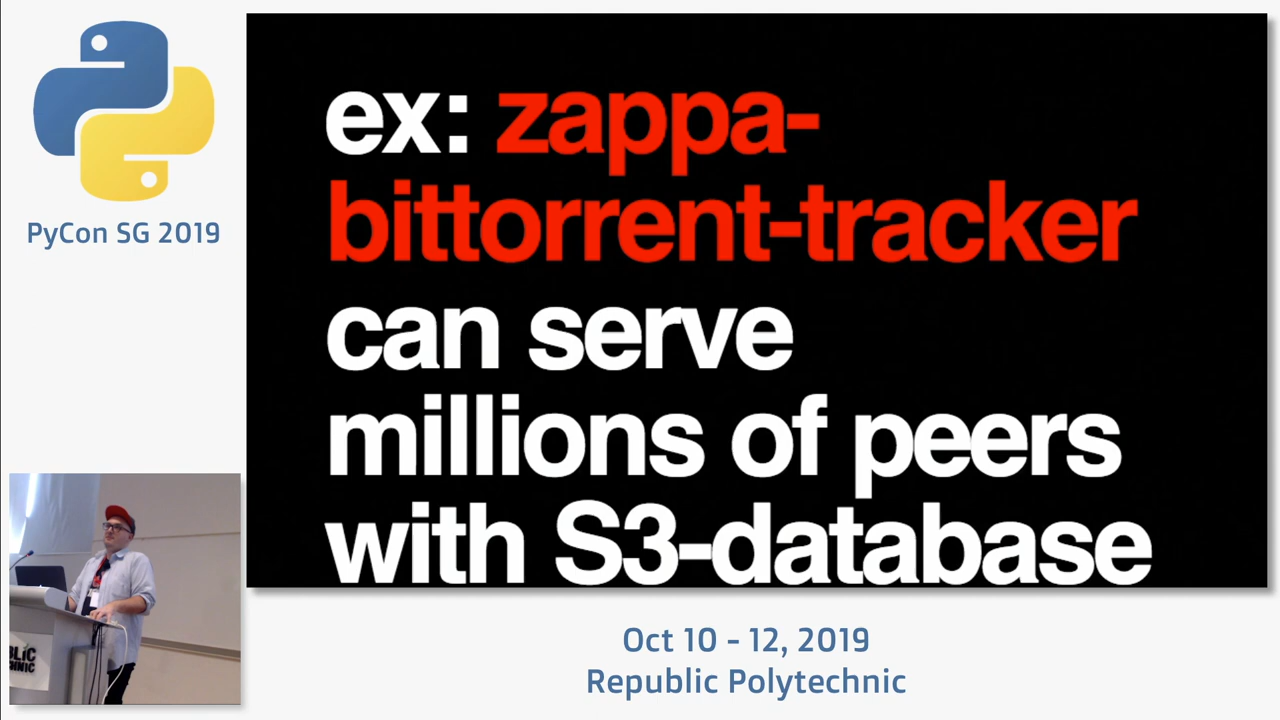 PyCon SG 2019
ex: zappa-
bittorrent-tracker
can serve
millions of peers
with S3-database
Oct 10 - 12, 2019
Republic Polytechnic